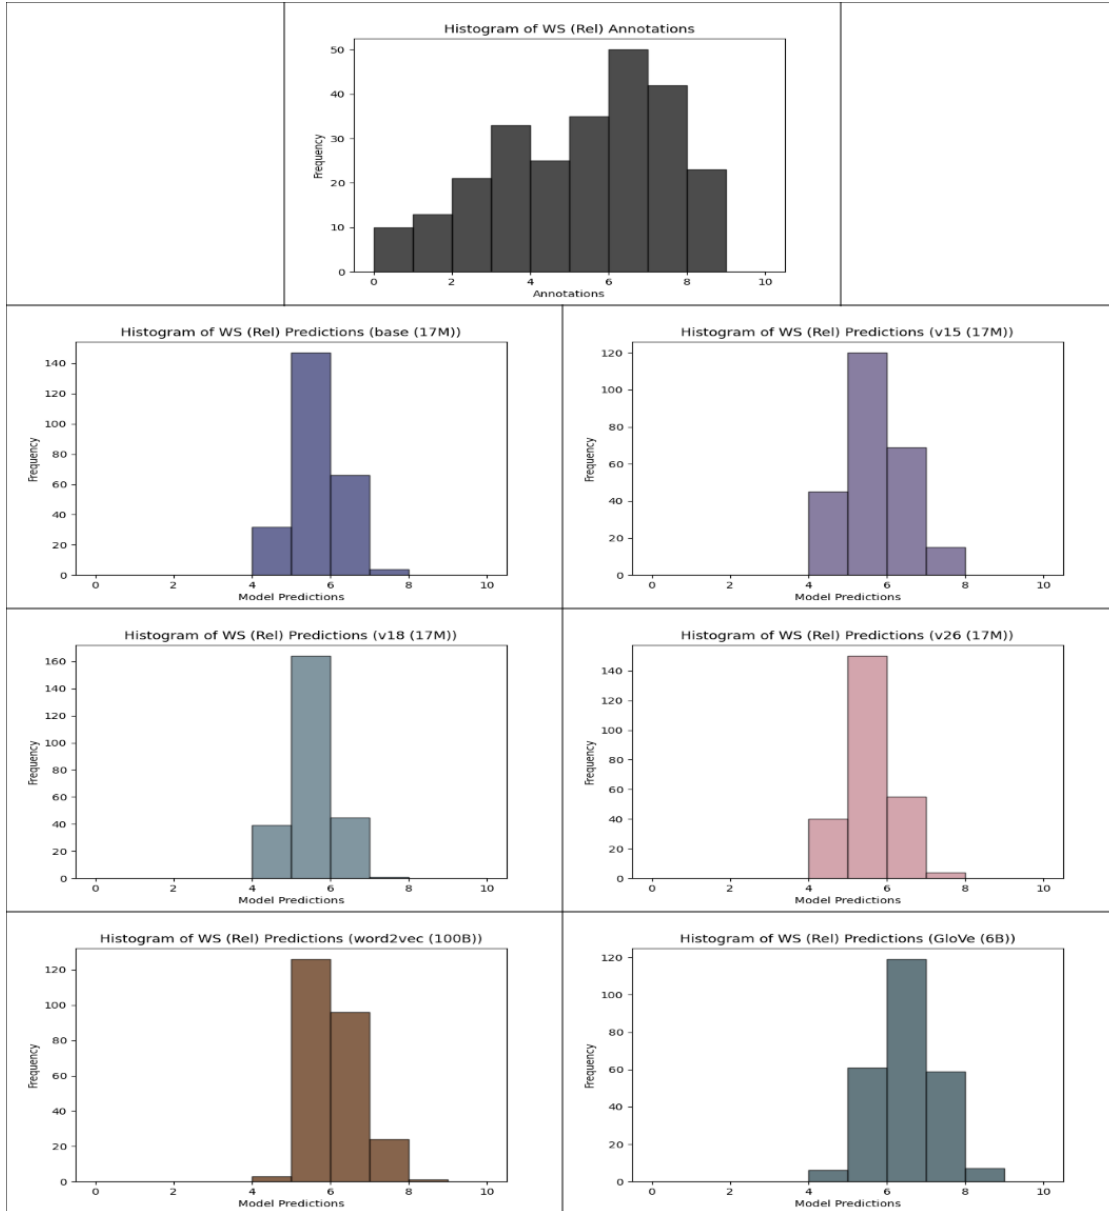 Histogram of WS (Rel) Annotations
50
40
30
20
10
0
Frequency
0 2 4 6 8 10
Annotations
Histogram of WS (Rel) Predictions (base (17M))
140
120
100
80
60
40
20
0
Frequency
0 2 4 6 8 10
Model Predictions
Histogram of WS (Rel) Predictions (v15 (17M))
120
100
80
60
40
20
0
Frequency
0 2 4 6 8 10
Model Predictions
Histogram of WS (Rel) Predictions (v18 (17M))
160
140
120
100
80
60
40
20
0
Frequency
0 2 4 6 8 10
Model Predictions
Histogram of WS (Rel) Predictions (v26 (17M))
140
120
100
80
60
40
20
0
Frequency
0 2 4 6 8 10
Model Predictions
Histogram of WS (Rel) Predictions (word2vec (100B))
120
100
80
60
40
20
0
Frequency
0 2 4 6 8 10
Model Predictions
Histogram of WS (Rel) Predictions (GloVe (6B))
120
100
80
60
40
20
0
Frequency
0 2 4 6 8 10
Model Predictions